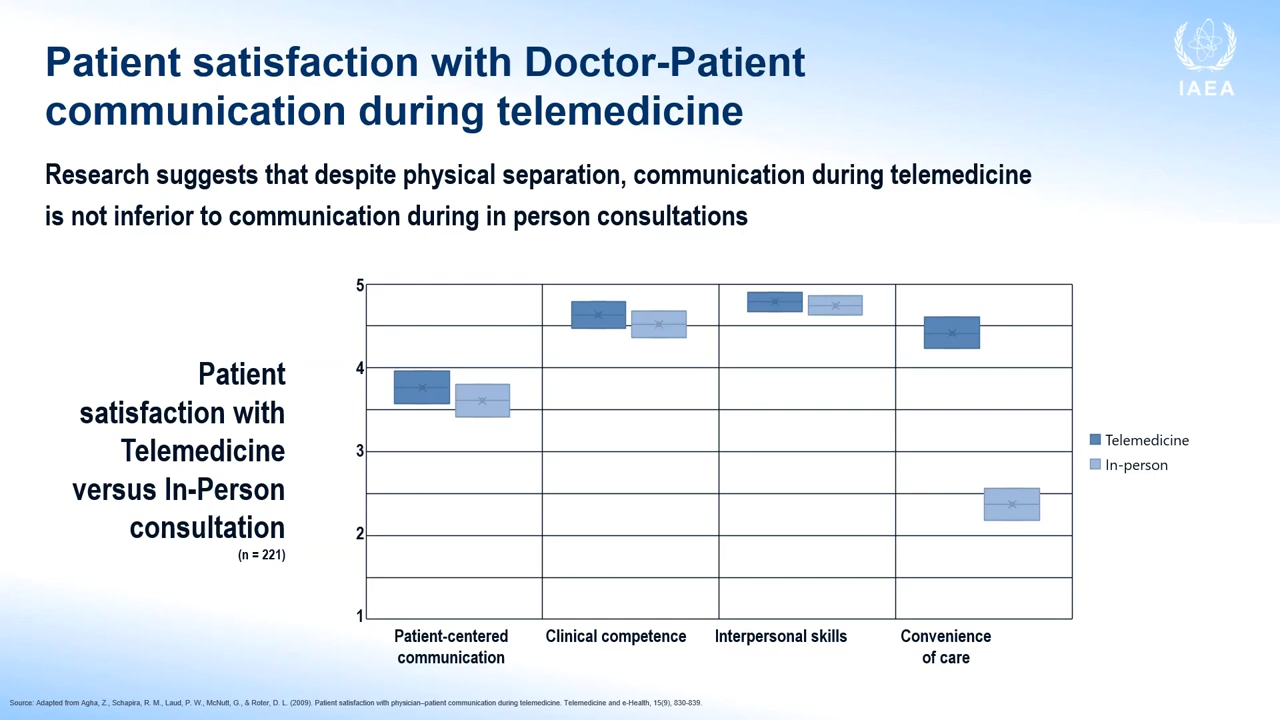 Patient satisfaction with Doctor-Patient
communication during telemedicine
IAEA
Research suggests that despite physical separation, communication during telemedicine
is not inferior to communication during in person consultations
Patient
satisfaction with
Telemedicine
versus In-Person
consultation
(n = 221)
5
4
3
2
1
Patient-centered
communication
Clinical competence
Interpersonal skills
Convenience
of care
Telemedicine
In-person
Source: Adapted from Agha, Z., Schapira, R. M., Laud, P. W., McNutt, G., & Roter, D. L. (2009). Patient satisfaction with physician–patient communication during telemedicine. Telemedicine and e-Health, 15(9), 830-839.